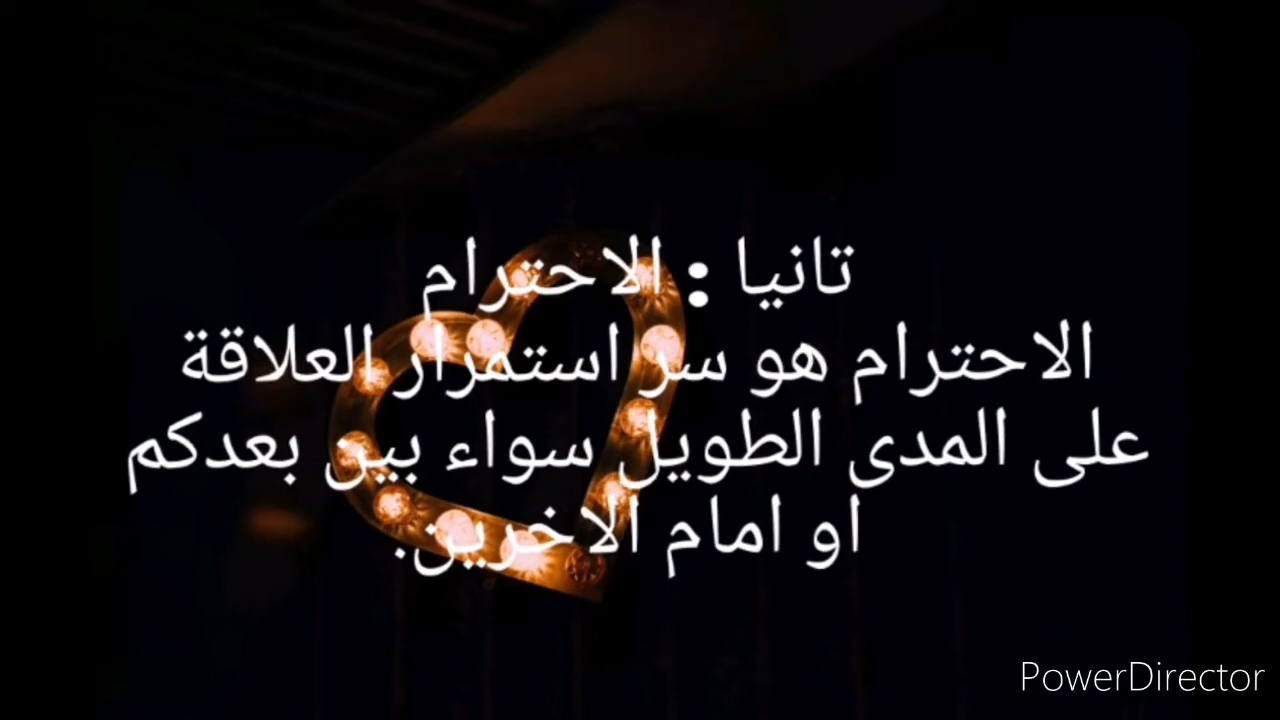 تانيا : الاحترام
الاحترام هو سر استمرار العلاقة
على المدى الطويل سواء بين بعدكم
او امام الاخرين.
PowerDirector